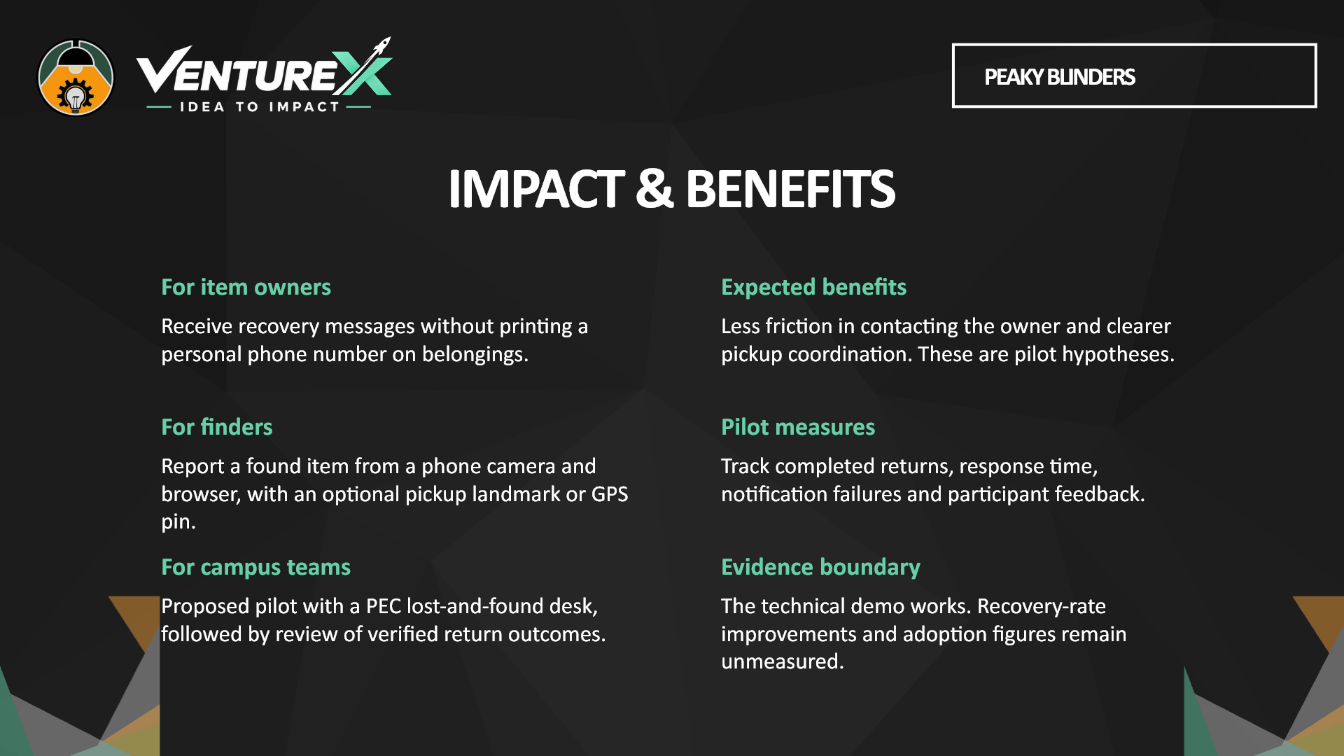 VENTUREX
IDEA TO IMPACT
PEAKY BLINDERS
IMPACT & BENEFITS
For item owners
Receive recovery messages without printing a
personal phone number on belongings.
For finders
Report a found item from a phone camera and
browser, with an optional pickup landmark or GPS
pin.
For campus teams
Proposed pilot with a PEC lost-and-found desk,
followed by review of verified return outcomes.
Expected benefits
Less friction in contacting the owner and clearer
pickup coordination. These are pilot hypotheses.
Pilot measures
Track completed returns, response time,
notification failures and participant feedback.
Evidence boundary
The technical demo works. Recovery-rate
improvements and adoption figures remain
unmeasured.